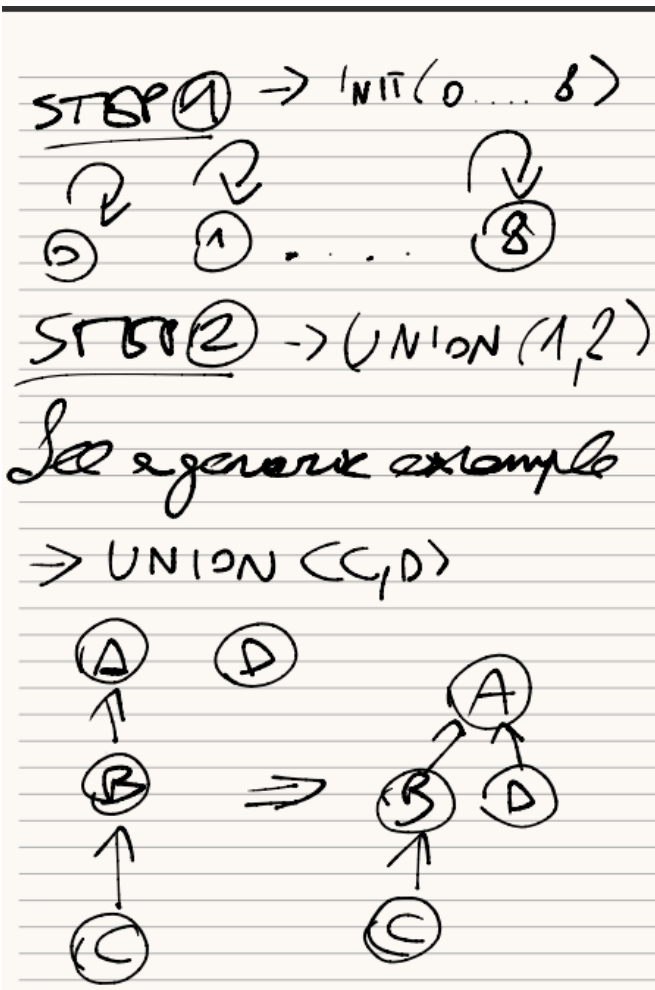 STEP 1 → INIT(0.... 8)
0 1 . . . . 8
STEP 2 → UNION(1,2)
See a generic example
→ UNION (C,D)
A D
A
B ⇒ B D
C C